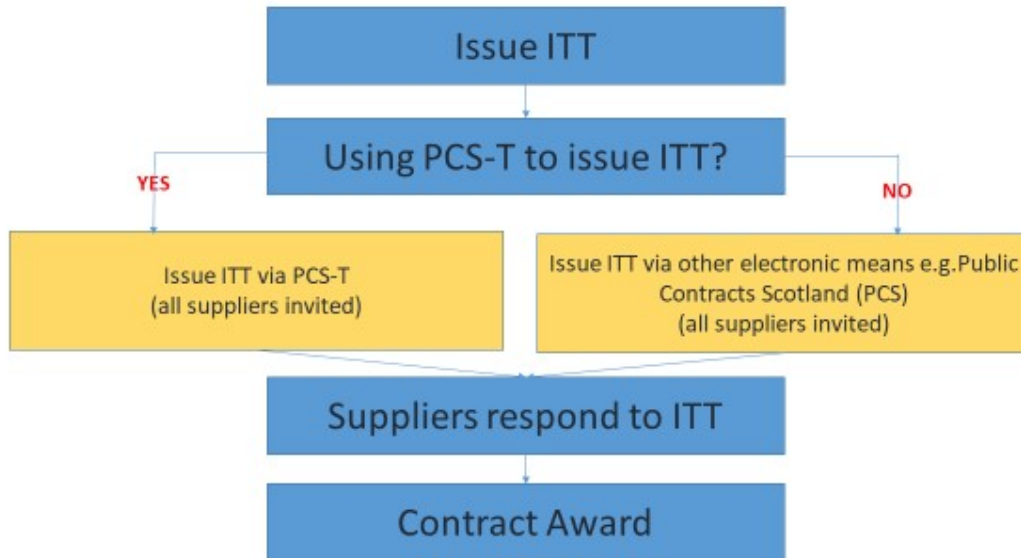 Issue ITT
Using PCS-T to issue ITT?
YES
NO
Issue ITT via PCS-T
(all suppliers invited)
Issue ITT via other electronic means e.g.Public
Contracts Scotland (PCS)
(all suppliers invited)
Suppliers respond to ITT
Contract Award